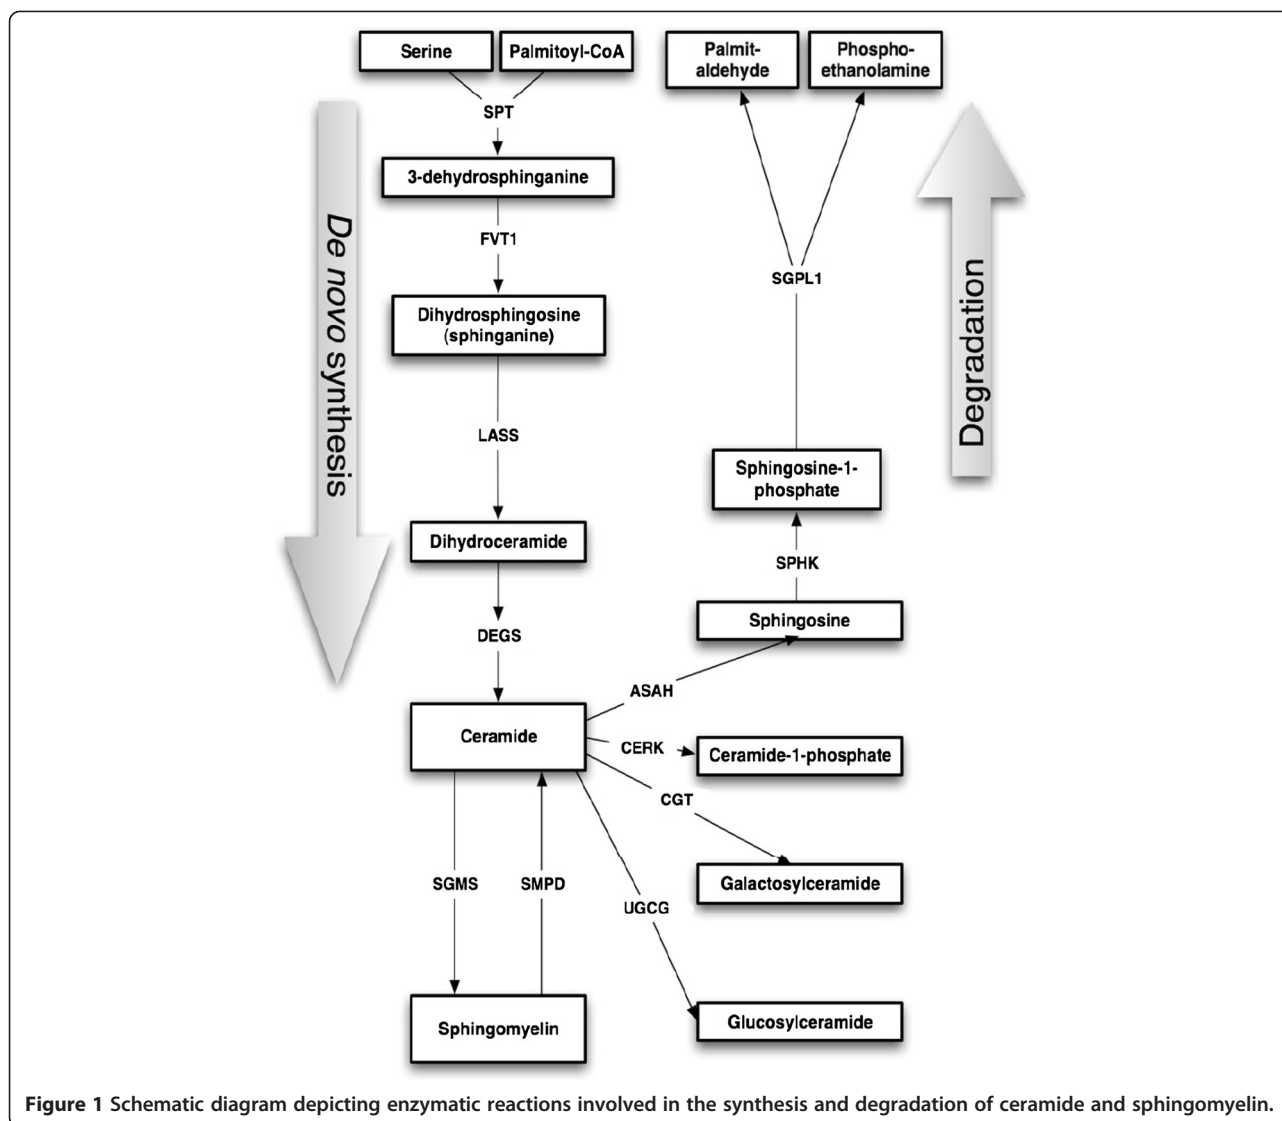 Serine
Palmitoyl-CoA
SPT
3-dehydrosphinganine
FVT1
Dihydrosphingosine
(sphinganine)
LASS
Dihydroceramide
DEGS
Ceramide
SGMS
SMPD
Sphingomyelin
De novo synthesis
Palmit-
aldehyde
Phospho-
ethanolamine
SGPL1
Sphingosine-1-
phosphate
SPHK
Sphingosine
ASAH
CERK
Ceramide-1-phosphate
CGT
Galactosylceramide
UGCG
Glucosylceramide
Degradation
Figure 1 Schematic diagram depicting enzymatic reactions involved in the synthesis and degradation of ceramide and sphingomyelin.